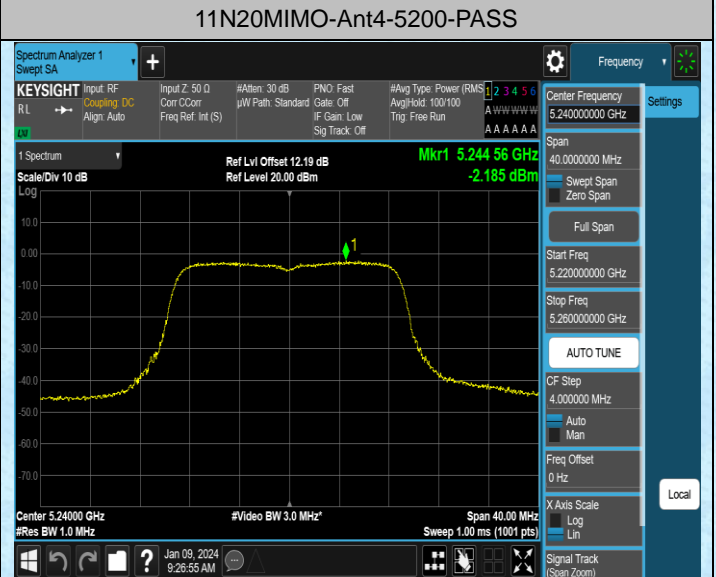 11N20MIMO-Ant4-5200-PASS
Spectrum Analyzer 1
Swept SA
+
Frequency
KEYSIGHT
RL
Input: RF
Coupling: DC
Align: Auto
Input Z: 50 Ω
Corr CCorr
Freq Ref: Int (S)
#Atten: 30 dB
µW Path: Standard
PNO: Fast
Gate: Off
IF Gain: Low
Sig Track: Off
#Avg Type: Power (RMS
Avg|Hold: 100/100
Trig: Free Run
1 2 3 4 5 6
A W W W W W
A A A A A A
1 Spectrum
Scale/Div 10 dB
Log
Ref Lvl Offset 12.19 dB
Ref Level 20.00 dBm
Mkr1 5.244 56 GHz
-2.185 dBm
1
10.0
0.00
-10.0
-20.0
-30.0
-40.0
-50.0
-60.0
-70.0
Center 5.24000 GHz
#Res BW 1.0 MHz
#Video BW 3.0 MHz*
Span 40.00 MHz
Sweep 1.00 ms (1001 pts)
Center Frequency
5.240000000 GHz
Settings
Span
40.0000000 MHz
Swept Span
Zero Span
Full Span
Start Freq
5.220000000 GHz
Stop Freq
5.260000000 GHz
AUTO TUNE
CF Step
4.000000 MHz
Auto
Man
Freq Offset
0 Hz
X Axis Scale
Log
Lin
Local
Signal Track
(Span Zoom)
?
Jan 09, 2024
9:26:55 AM